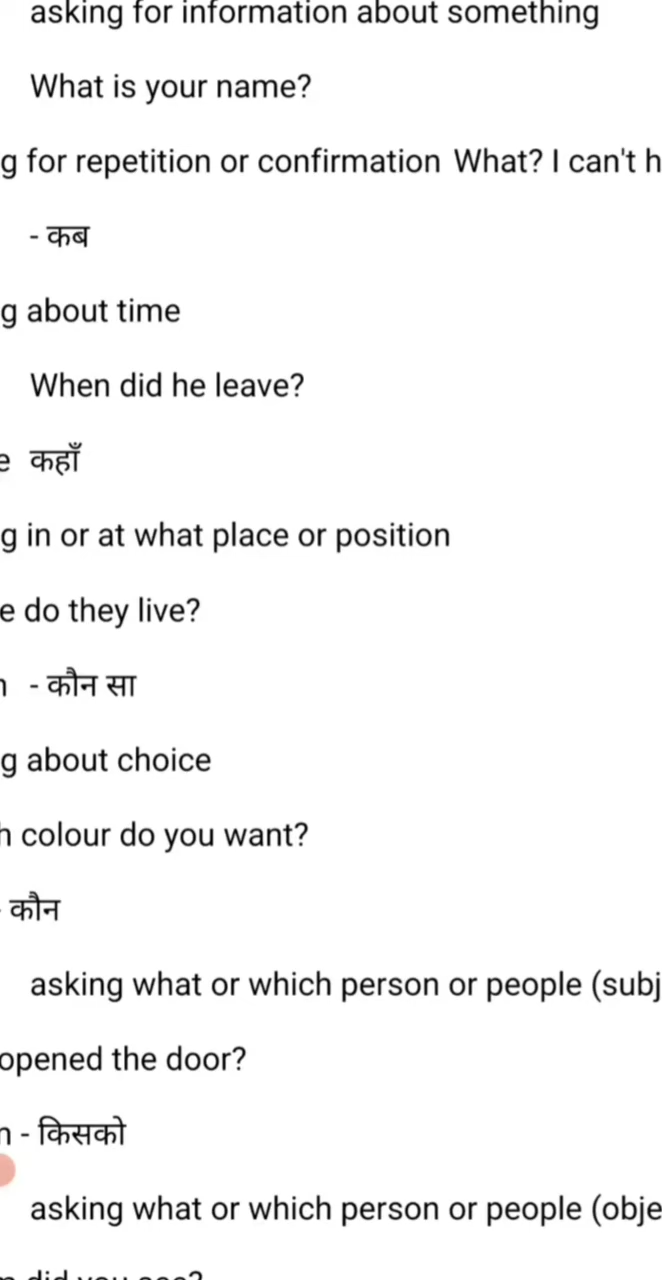 asking for information about something
What is your name?
g for repetition or confirmation What? I can't h
- कब
g about time
When did he leave?
e कहाँ
g in or at what place or position
e do they live?
- कौन सा
g about choice
h colour do you want?
- कौन
asking what or which person or people (subj
opened the door?
n - किसको
asking what or which person or people (obje
did you see?